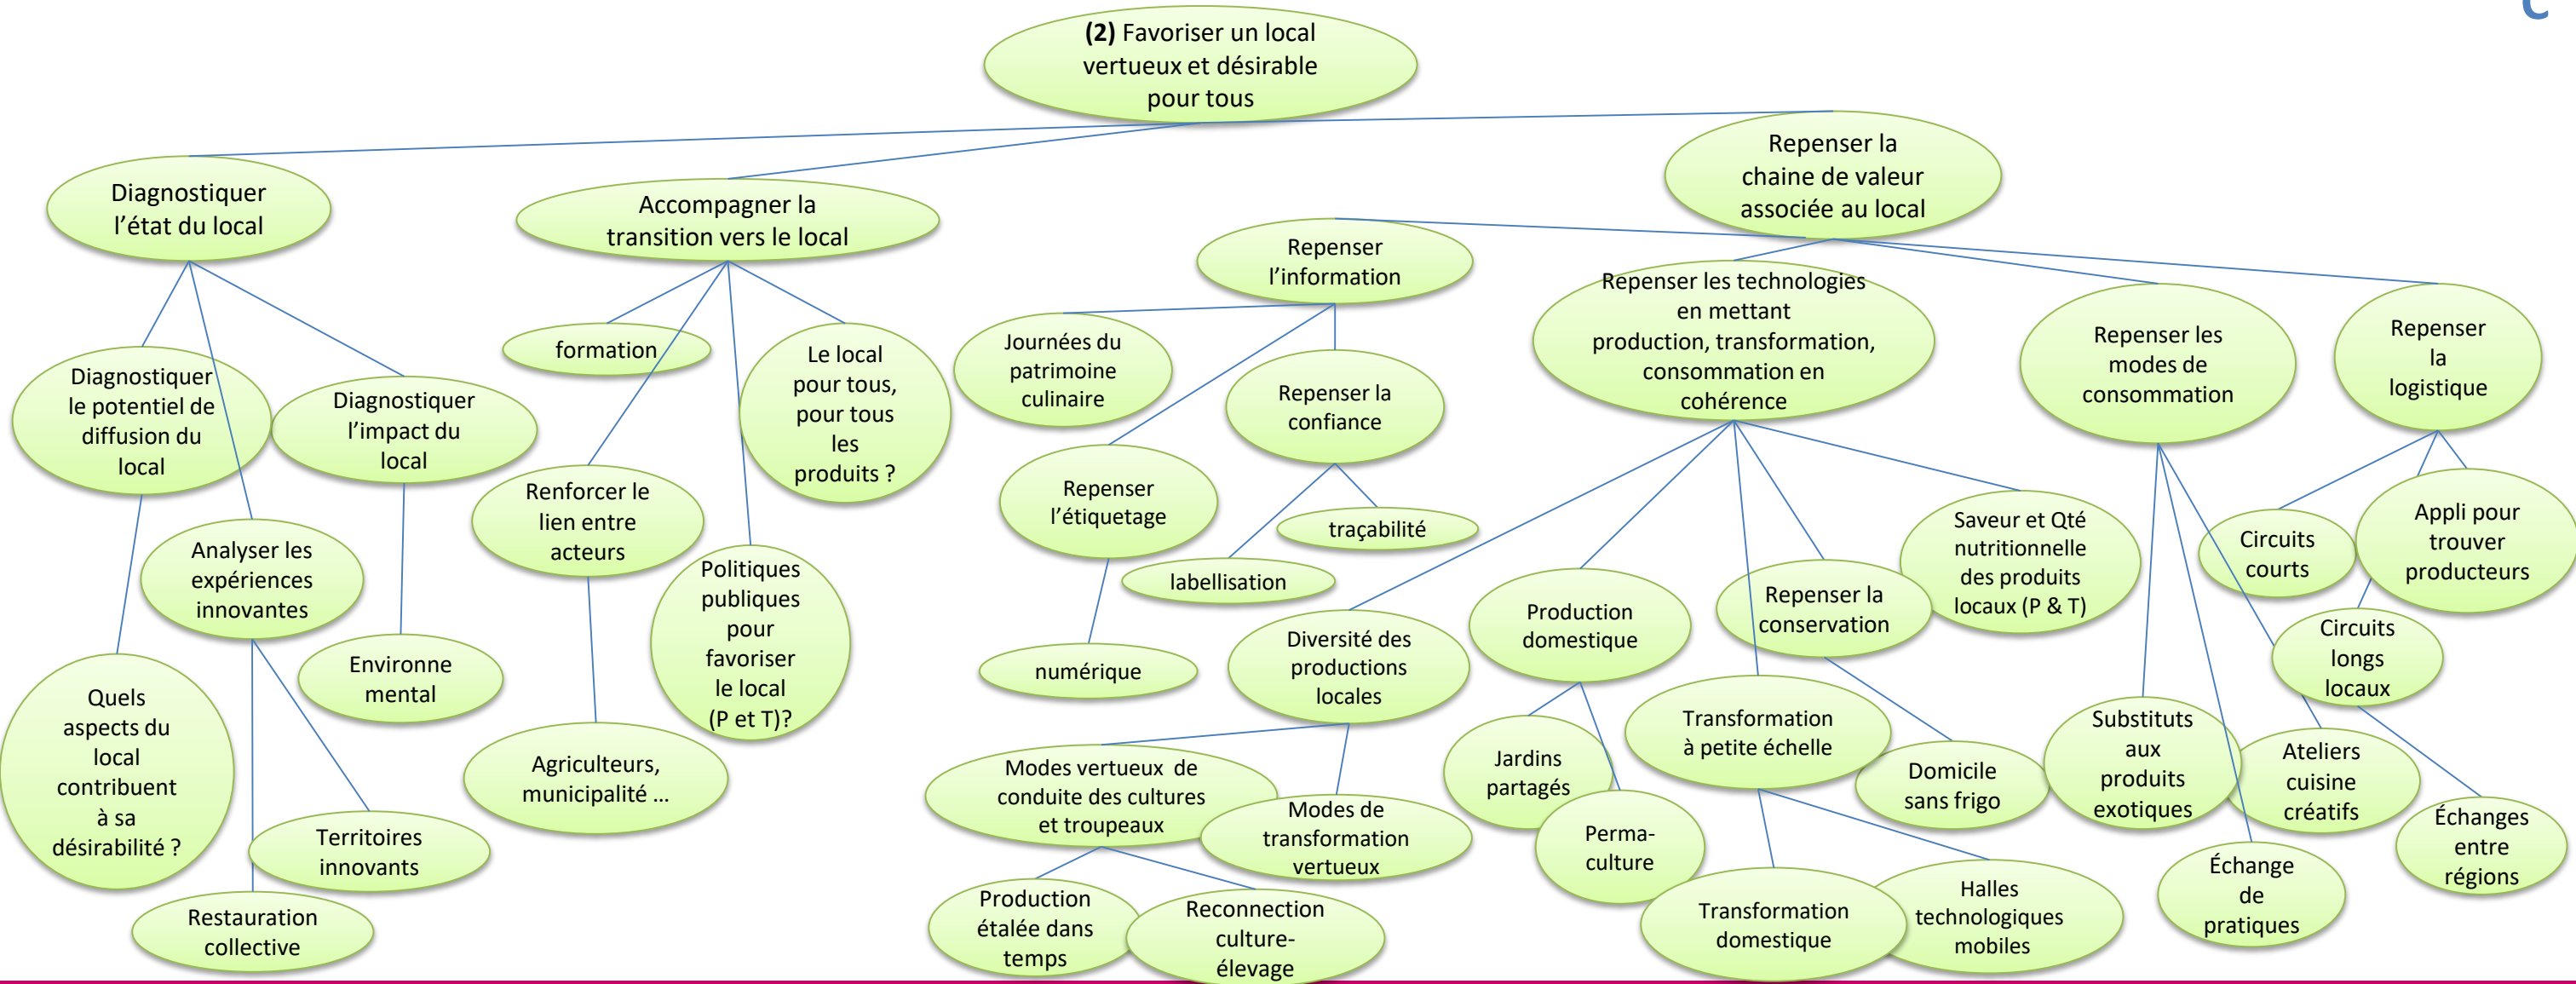 C
(2) Favoriser un local
vertueux et désirable
pour tous
Diagnostiquer
l’état du local
Accompagner la
transition vers le local
Repenser la
chaine de valeur
associée au local
Repenser
l’information
Repenser les technologies
en mettant
production, transformation,
consommation en
cohérence
Repenser les
modes de
consommation
Repenser
la
logistique
Diagnostiquer
le potentiel de
diffusion du
local
Diagnostiquer
l’impact du
local
formation
Le local
pour tous,
pour tous
les
produits ?
Journées du
patrimoine
culinaire
Repenser la
confiance
Analyser les
expériences
innovantes
Renforcer le
lien entre
acteurs
Politiques
publiques
pour
favoriser
le local
(P et T)?
Repenser
l’étiquetage
traçabilité
labellisation
Saveur et Qté
nutritionnelle
des produits
locaux (P & T)
Circuits
courts
Appli pour
trouver
producteurs
Environne
mental
numérique
Diversité des
productions
locales
Production
domestique
Repenser la
conservation
Circuits
longs
locaux
Quels
aspects du
local
contribuent
à sa
désirabilité ?
Agriculteurs,
municipalité ...
Modes vertueux de
conduite des cultures
et troupeaux
Modes de
transformation
vertueux
Jardins
partagés
Perma-
culture
Transformation
à petite échelle
Domicile
sans frigo
Substituts
aux
produits
exotiques
Ateliers
cuisine
créatifs
Échanges
entre
régions
Territoires
innovants
Restauration
collective
Production
étalée dans
temps
Reconnection
culture-
élevage
Transformation
domestique
Halles
technologiques
mobiles
Échange
de
pratiques